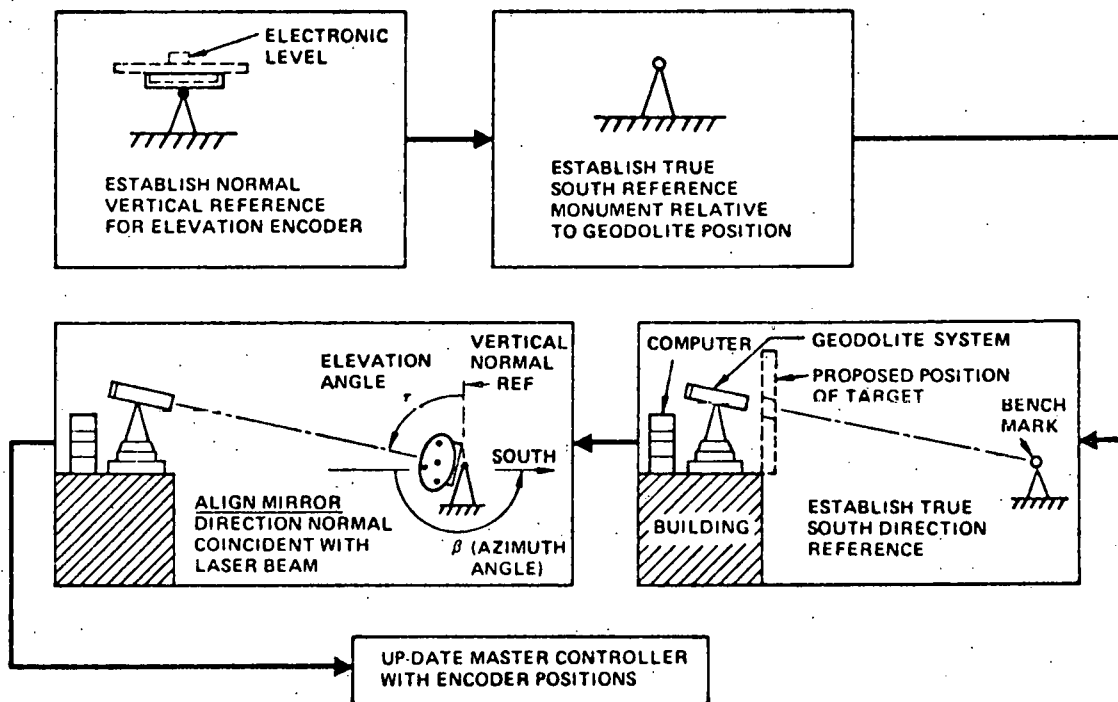 ELECTRONIC
LEVEL
ESTABLISH NORMAL
VERTICAL REFERENCE
FOR ELEVATION ENCODER
ESTABLISH TRUE
SOUTH REFERENCE
MONUMENT RELATIVE
TO GEODOLITE POSITION
COMPUTER
GEODOLITE SYSTEM
PROPOSED POSITION
OF TARGET
BENCH
MARK
BUILDING
ESTABLISH TRUE
SOUTH DIRECTION
REFERENCE
ELEVATION
ANGLE
τ
VERTICAL
NORMAL
REF
SOUTH
ALIGN MIRROR
DIRECTION NORMAL
COINCIDENT WITH
LASER BEAM
β (AZIMUTH
ANGLE)
UP-DATE MASTER CONTROLLER
WITH ENCODER POSITIONS